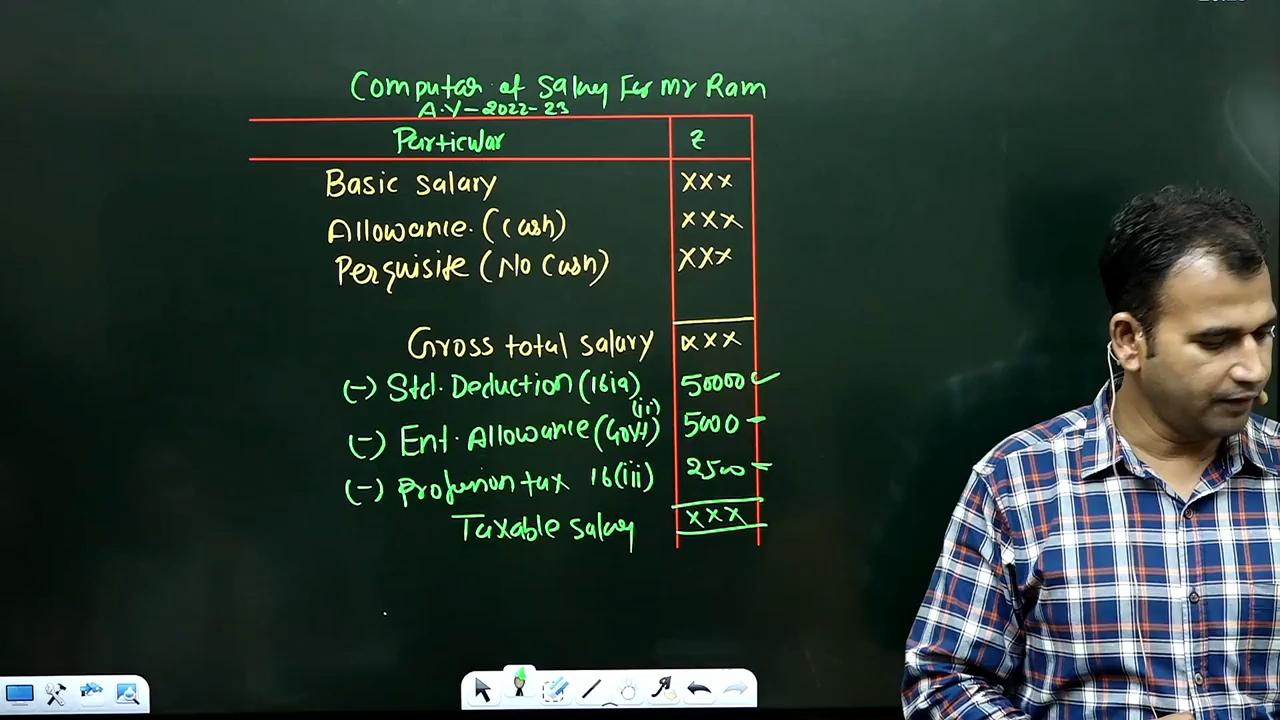 Computan of Salary For Mr Ram
A.Y-2022-23
Particular ₹
Basic salary XXX
Allowance (Cash) XXX
Perquisite (No Cash) XXX
Gross total salary XXX
(-) Std. Deduction (16ia) 50000
(-) Ent. Allowance (Govt) (ii) 5000
(-) Profession tax 16(iii) 2500
Taxable salary XXX